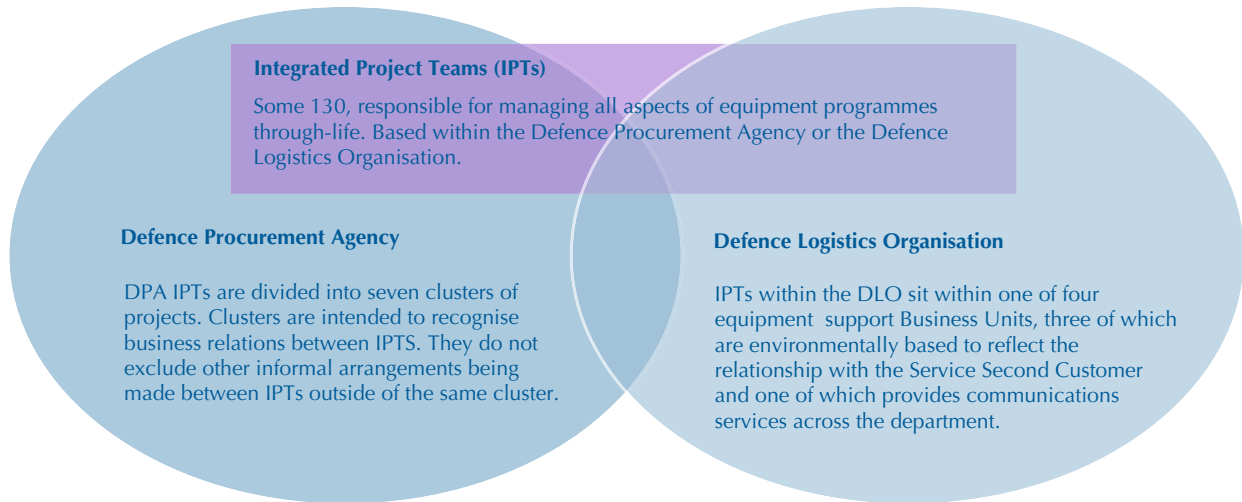 Integrated Project Teams (IPTs)
Some 130, responsible for managing all aspects of equipment programmes
through-life. Based within the Defence Procurement Agency or the Defence
Logistics Organisation.
Defence Procurement Agency
DPA IPTs are divided into seven clusters of
projects. Clusters are intended to recognise
business relations between IPTS. They do not
exclude other informal arrangements being
made between IPTs outside of the same cluster.
Defence Logistics Organisation
IPTs within the DLO sit within one of four
equipment support Business Units, three of which
are environmentally based to reflect the
relationship with the Service Second Customer
and one of which provides communications
services across the department.